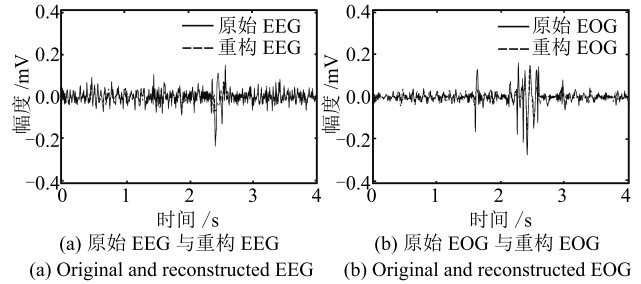 0.4
0.2
0.0
−0.2
−0.4
幅度 /mV
原始 EEG
重构 EEG
0 1 2 3 4
时间 /s
(a) 原始 EEG 与重构 EEG
(a) Original and reconstructed EEG
0.4
0.2
0.0
−0.2
−0.4
幅度 /mV
原始 EOG
重构 EOG
0 1 2 3 4
时间 /s
(b) 原始 EOG 与重构 EOG
(b) Original and reconstructed EOG